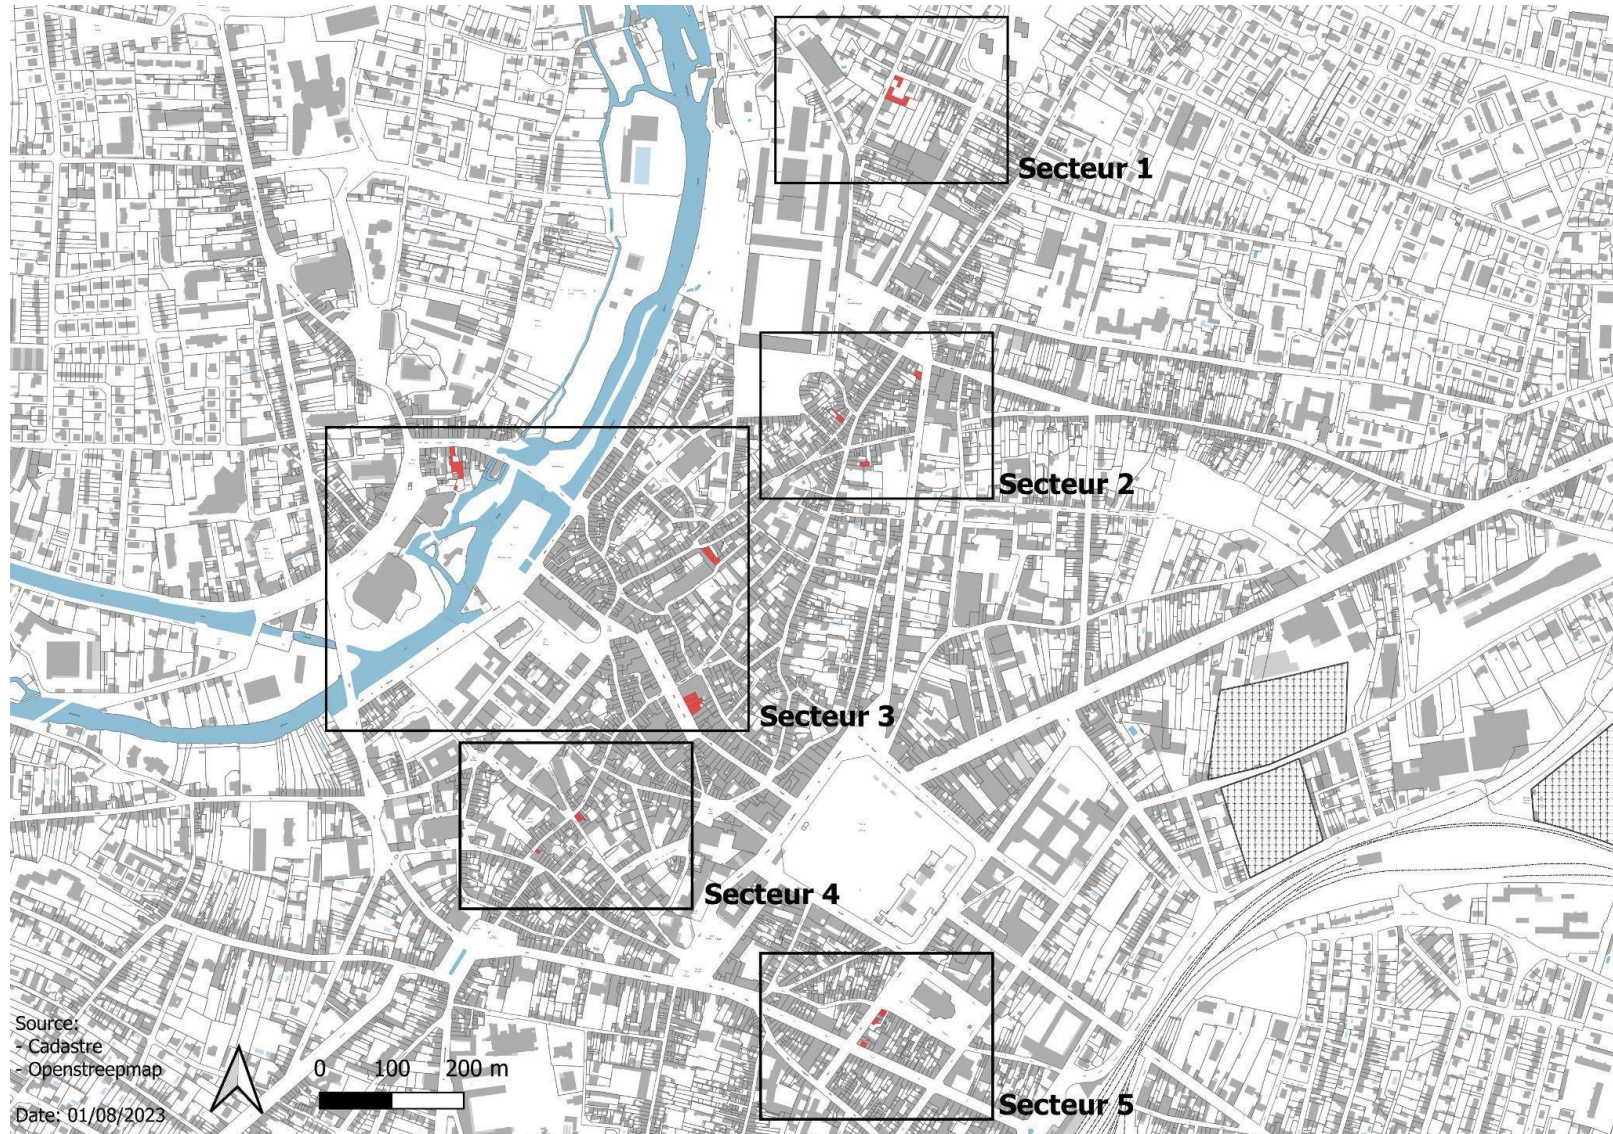 Secteur 1
Secteur 2
Secteur 3
Secteur 4
Secteur 5
Source:
- Cadastre
- Openstreepmap
Date: 01/08/2023
0 100 200 m